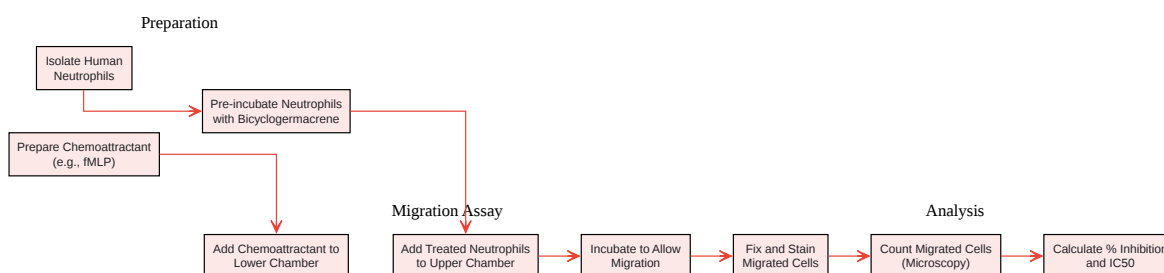 Preparation
Isolate Human
Neutrophils
Pre-incubate Neutrophils
with Bicyclogermacrene
Prepare Chemoattractant
(e.g., fMLP)
Migration Assay
Analysis
Add Chemoattractant to
Lower Chamber
Add Treated Neutrophils
to Upper Chamber
Incubate to Allow
Migration
Fix and Stain
Migrated Cells
Count Migrated Cells
(Microscopy)
Calculate % Inhibition
and IC50